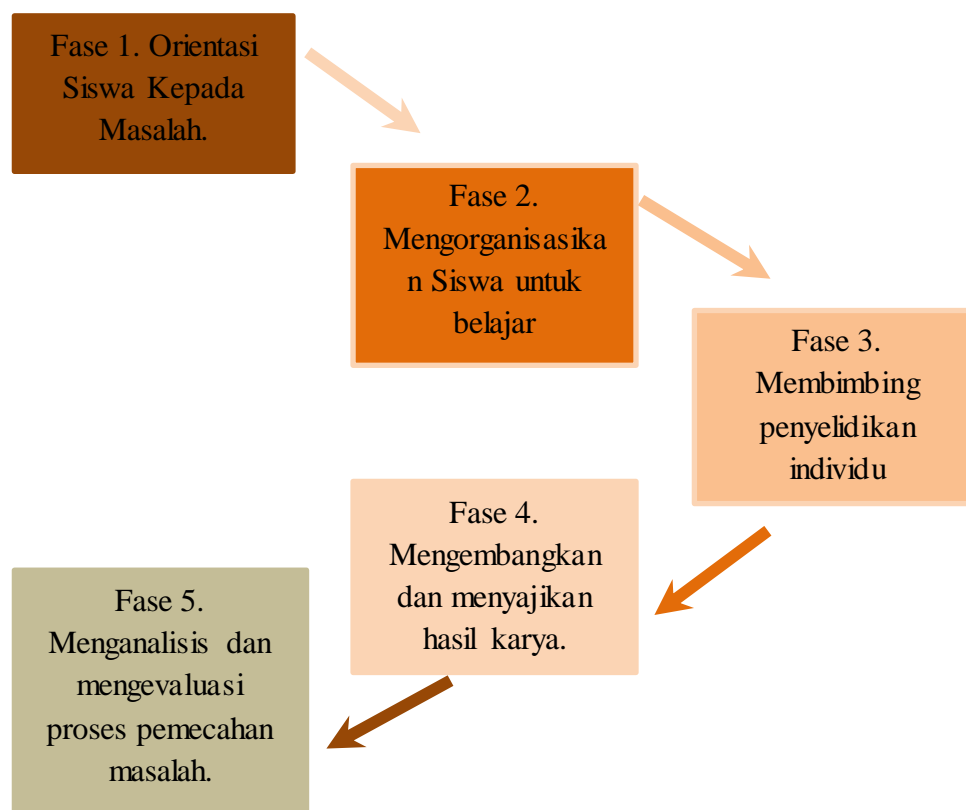 Fase 1. Orientasi
Siswa Kepada
Masalah.
Fase 2.
Mengorganisasika
n Siswa untuk
belajar
Fase 3.
Membimbing
penyelidikan
individu
Fase 4.
Mengembangkan
dan menyajikan
hasil karya.
Fase 5.
Menganalisis dan
mengevaluasi
proses pemecahan
masalah.